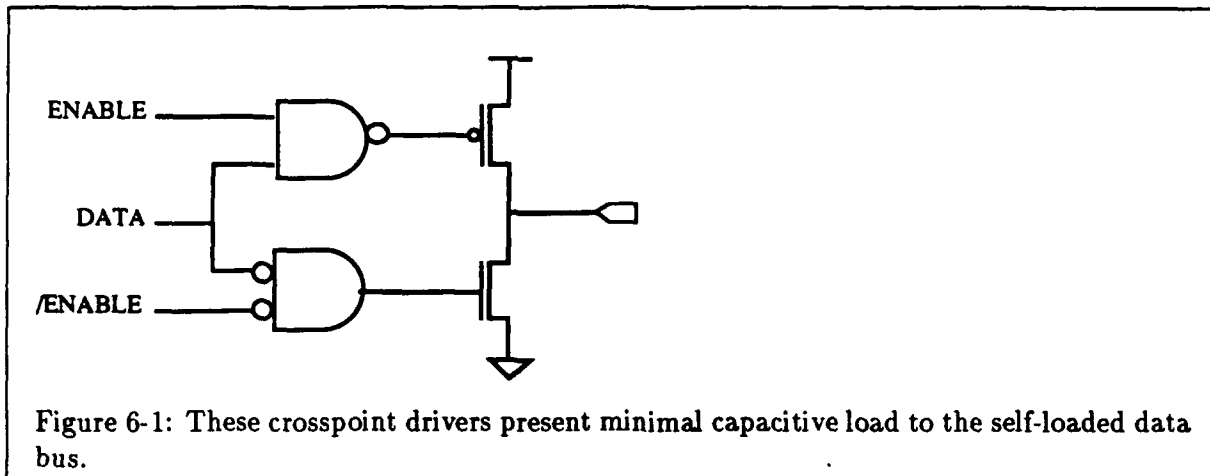 ENABLE
DATA
/ENABLE
Figure 6-1: These crosspoint drivers present minimal capacitive load to the self-loaded data
bus.